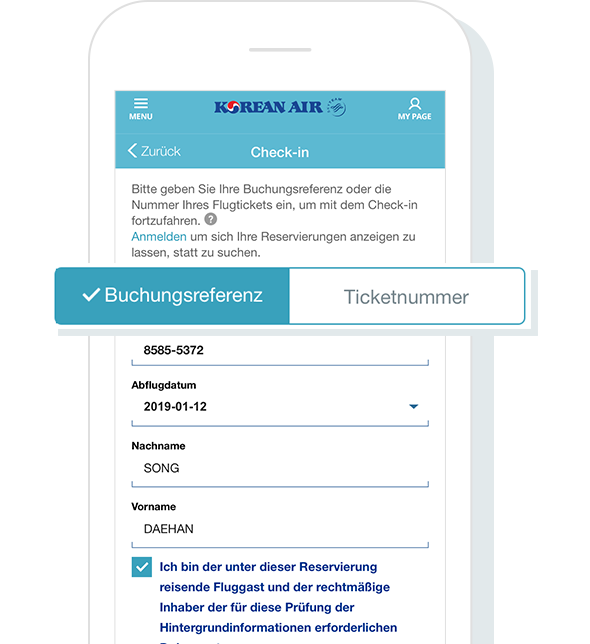 KOREAN AIR
MENU
MY PAGE
Zurück
Check-in
Bitte geben Sie Ihre Buchungsreferenz oder die
Nummer Ihres Flugtickets ein, um mit dem Check-in
fortzufahren. ?
Anmelden um sich Ihre Reservierungen anzeigen zu
lassen, statt zu suchen.
Buchungsreferenz
Ticketnummer
8585-5372
Abflugdatum
2019-01-12
Nachname
SONG
Vorname
DAEHAN
Ich bin der unter dieser Reservierung
reisende Fluggast und der rechtmäßige
Inhaber der für diese Prüfung der
Hintergrundinformationen erforderlichen